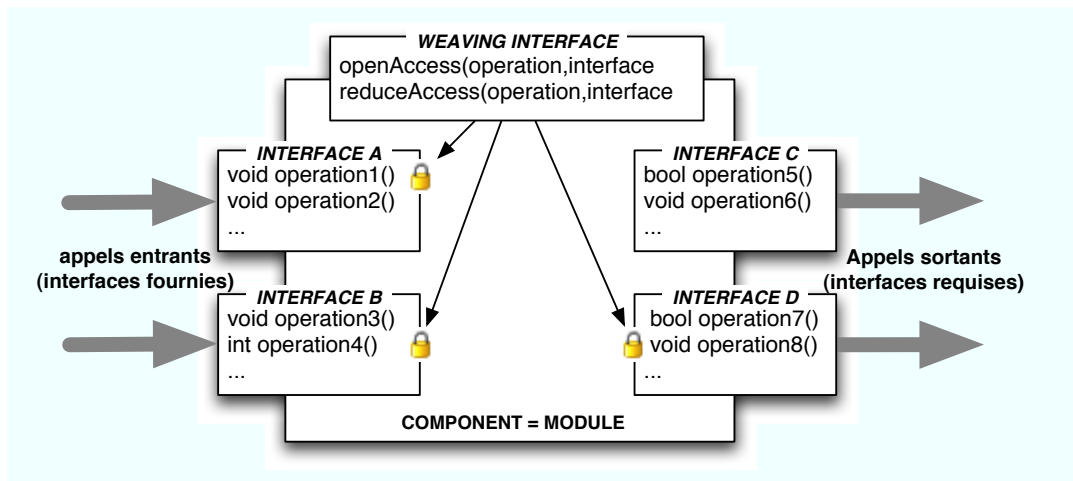 WEAVING INTERFACE
openAccess(operation,interface
reduceAccess(operation,interface
INTERFACE A
void operation1()
void operation2()
...
INTERFACE C
bool operation5()
void operation6()
...
appels entrants
(interfaces fournies)
Appels sortants
(interfaces requises)
INTERFACE B
void operation3()
int operation4()
...
INTERFACE D
bool operation7()
void operation8()
...
COMPONENT = MODULE